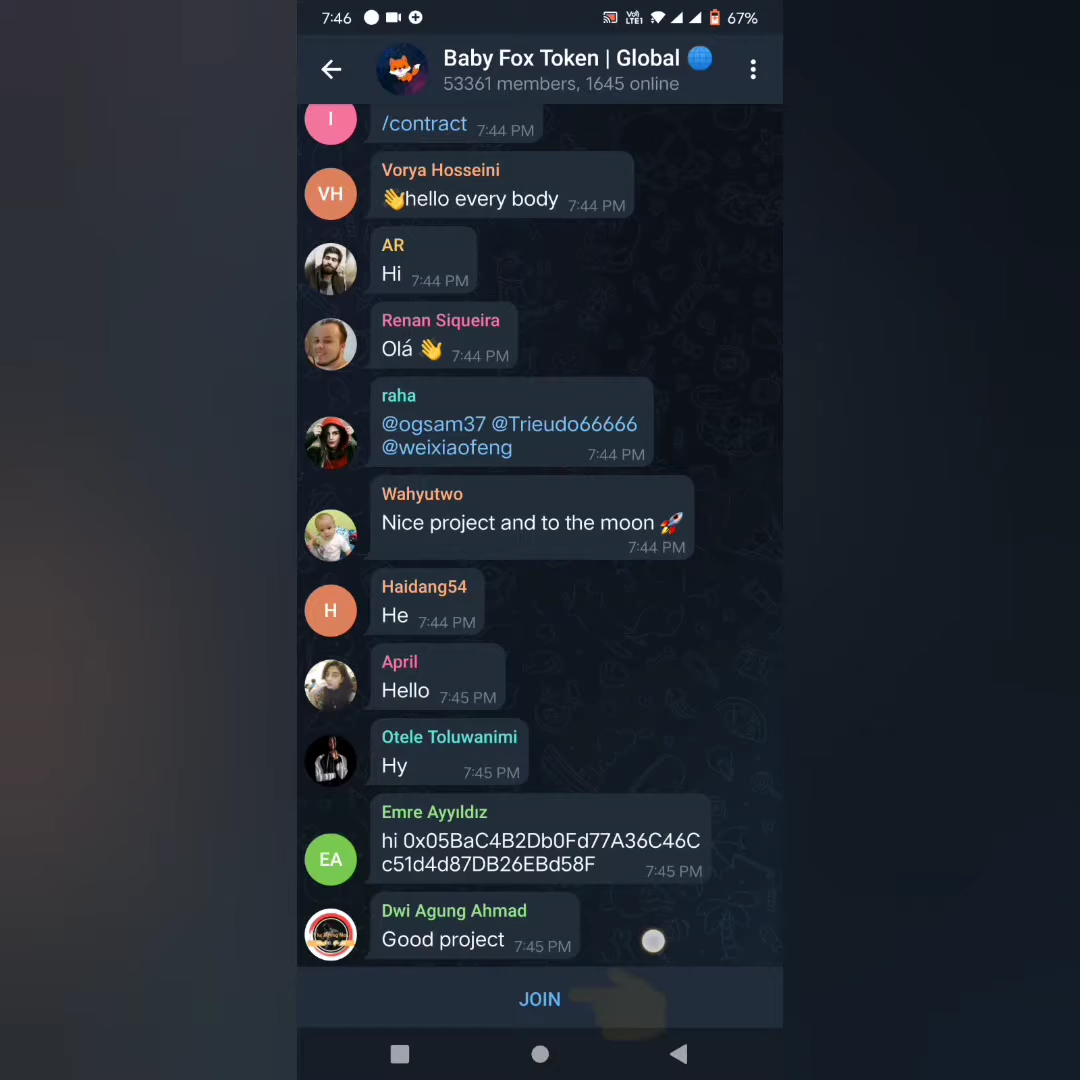 7:46
Vo)
LTE1
67%
Baby Fox Token | Global
53361 members, 1645 online
I
/contract 7:44 PM
Vorya Hosseini
VH
👋hello every body 7:44 PM
AR
Hi 7:44 PM
Renan Siqueira
Olá 👋 7:44 PM
raha
@ogsam37 @Trieudo66666
@weixiaofeng 7:44 PM
Wahyutwo
Nice project and to the moon 🚀
7:44 PM
Haidang54
H
He 7:44 PM
April
Hello 7:45 PM
Otele Toluwanimi
Hy 7:45 PM
Emre Ayyıldız
EA
hi 0x05BaC4B2Db0Fd77A36C46C
c51d4d87DB26EBd58F 7:45 PM
Dwi Agung Ahmad
Good project 7:45 PM
JOIN